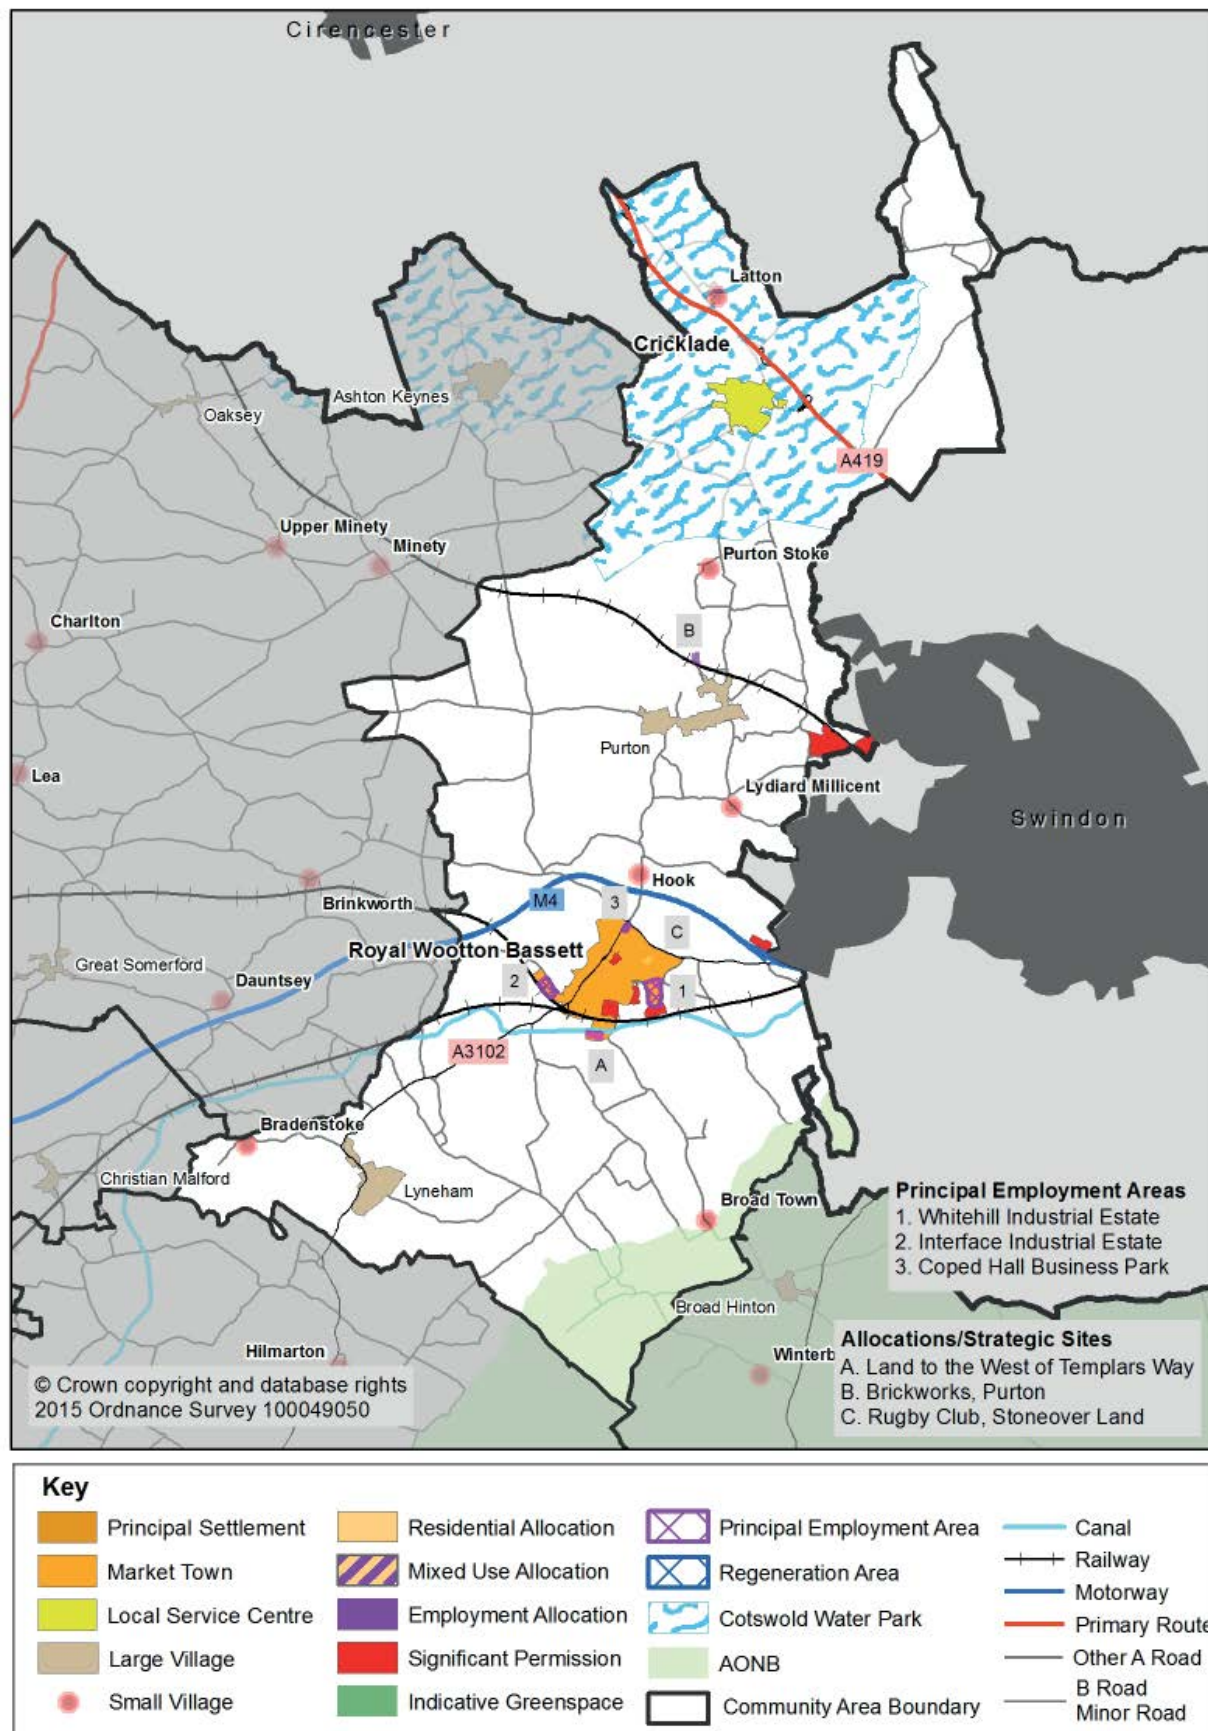 Cirencester
Latton
Cricklade
Ashton Keynes
Oaksey
A419
Upper Minety
Minety
Purton Stoke
Charlton
B
Purton
Lea
Lydiard Millicent
Swindon
Hook
M4
3
Brinkworth
C
Royal Wootton Bassett
Great Somerford
Dauntsey
2
1
A3102
A
Bradenstoke
Christian Malford
Lyneham
Broad Town
Principal Employment Areas
1. Whitehill Industrial Estate
2. Interface Industrial Estate
3. Coped Hall Business Park
Broad Hinton
Hilmarton
Winterb
Allocations/Strategic Sites
A. Land to the West of Templars Way
B. Brickworks, Purton
C. Rugby Club, Stoneover Land
© Crown copyright and database rights
2015 Ordnance Survey 100049050
Key
Principal Settlement
Market Town
Local Service Centre
Large Village
Small Village
Residential Allocation
Mixed Use Allocation
Employment Allocation
Significant Permission
Indicative Greenspace
Principal Employment Area
Regeneration Area
Cotswold Water Park
AONB
Community Area Boundary
Canal
Railway
Motorway
Primary Route
Other A Road
B Road
Minor Road